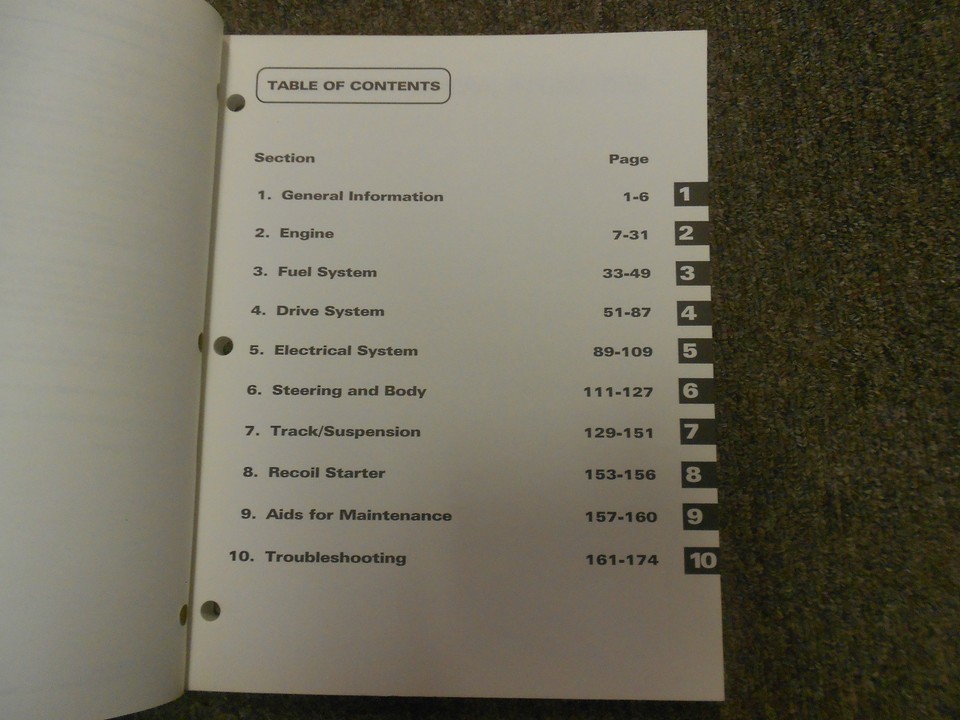 TABLE OF CONTENTS
Section Page
1. General Information 1-6 1
2. Engine 7-31 2
3. Fuel System 33-49 3
4. Drive System 51-87 4
5. Electrical System 89-109 5
6. Steering and Body 111-127 6
7. Track/Suspension 129-151 7
8. Recoil Starter 153-156 8
9. Aids for Maintenance 157-160 9
10. Troubleshooting 161-174 10